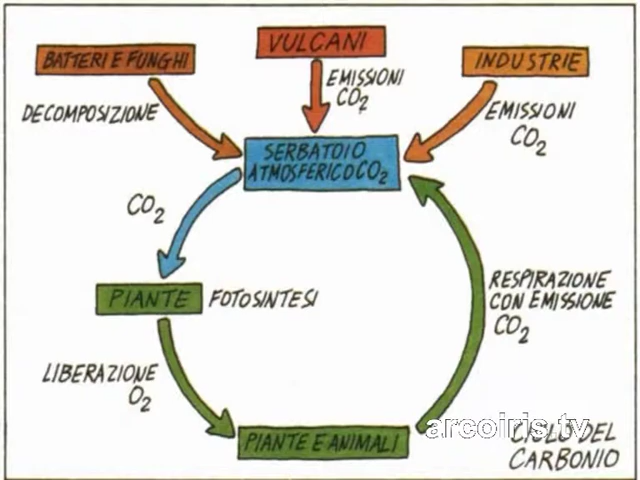 BATTERI E FUNGHI
VULCANI
INDUSTRIE
DECOMPOSIZIONE
EMISSIONI
CO2
EMISSIONI
CO2
SERBATOIO
ATMOSFERICO CO2
CO2
PIANTE
FOTOSINTESI
RESPIRAZIONE
CON EMISSIONE
CO2
LIBERAZIONE
O2
PIANTE E ANIMALI
arcoiris.tv
CICLO DEL
CARBONIO